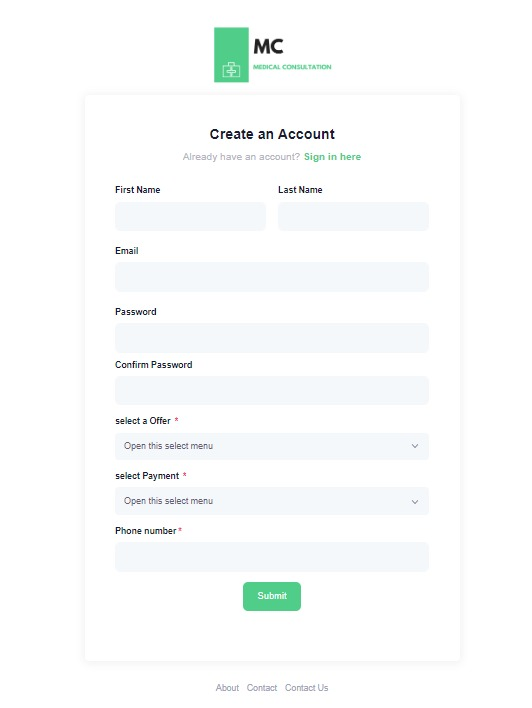 MC
MEDICAL CONSULTATION
Create an Account
Already have an account? Sign in here
First Name Last Name
Email
Password
Confirm Password
select a Offer *
Open this select menu
select Payment *
Open this select menu
Phone number *
Submit
About Contact Contact Us